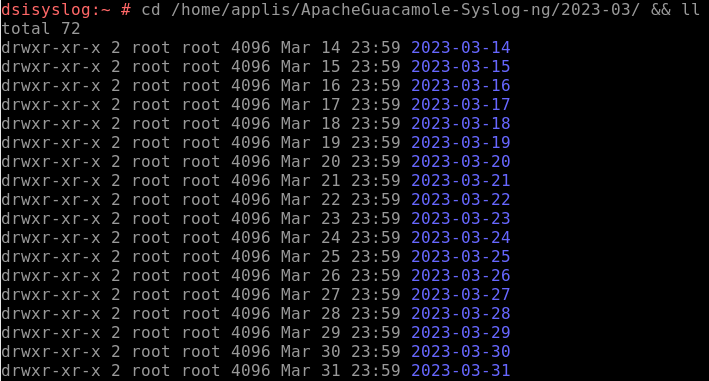 dsisyslog:~ # cd /home/applis/ApacheGuacamole-Syslog-ng/2023-03/ && ll
total 72
drwxr-xr-x 2 root root 4096 Mar 14 23:59 2023-03-14
drwxr-xr-x 2 root root 4096 Mar 15 23:59 2023-03-15
drwxr-xr-x 2 root root 4096 Mar 16 23:59 2023-03-16
drwxr-xr-x 2 root root 4096 Mar 17 23:59 2023-03-17
drwxr-xr-x 2 root root 4096 Mar 18 23:59 2023-03-18
drwxr-xr-x 2 root root 4096 Mar 19 23:59 2023-03-19
drwxr-xr-x 2 root root 4096 Mar 20 23:59 2023-03-20
drwxr-xr-x 2 root root 4096 Mar 21 23:59 2023-03-21
drwxr-xr-x 2 root root 4096 Mar 22 23:59 2023-03-22
drwxr-xr-x 2 root root 4096 Mar 23 23:59 2023-03-23
drwxr-xr-x 2 root root 4096 Mar 24 23:59 2023-03-24
drwxr-xr-x 2 root root 4096 Mar 25 23:59 2023-03-25
drwxr-xr-x 2 root root 4096 Mar 26 23:59 2023-03-26
drwxr-xr-x 2 root root 4096 Mar 27 23:59 2023-03-27
drwxr-xr-x 2 root root 4096 Mar 28 23:59 2023-03-28
drwxr-xr-x 2 root root 4096 Mar 29 23:59 2023-03-29
drwxr-xr-x 2 root root 4096 Mar 30 23:59 2023-03-30
drwxr-xr-x 2 root root 4096 Mar 31 23:59 2023-03-31